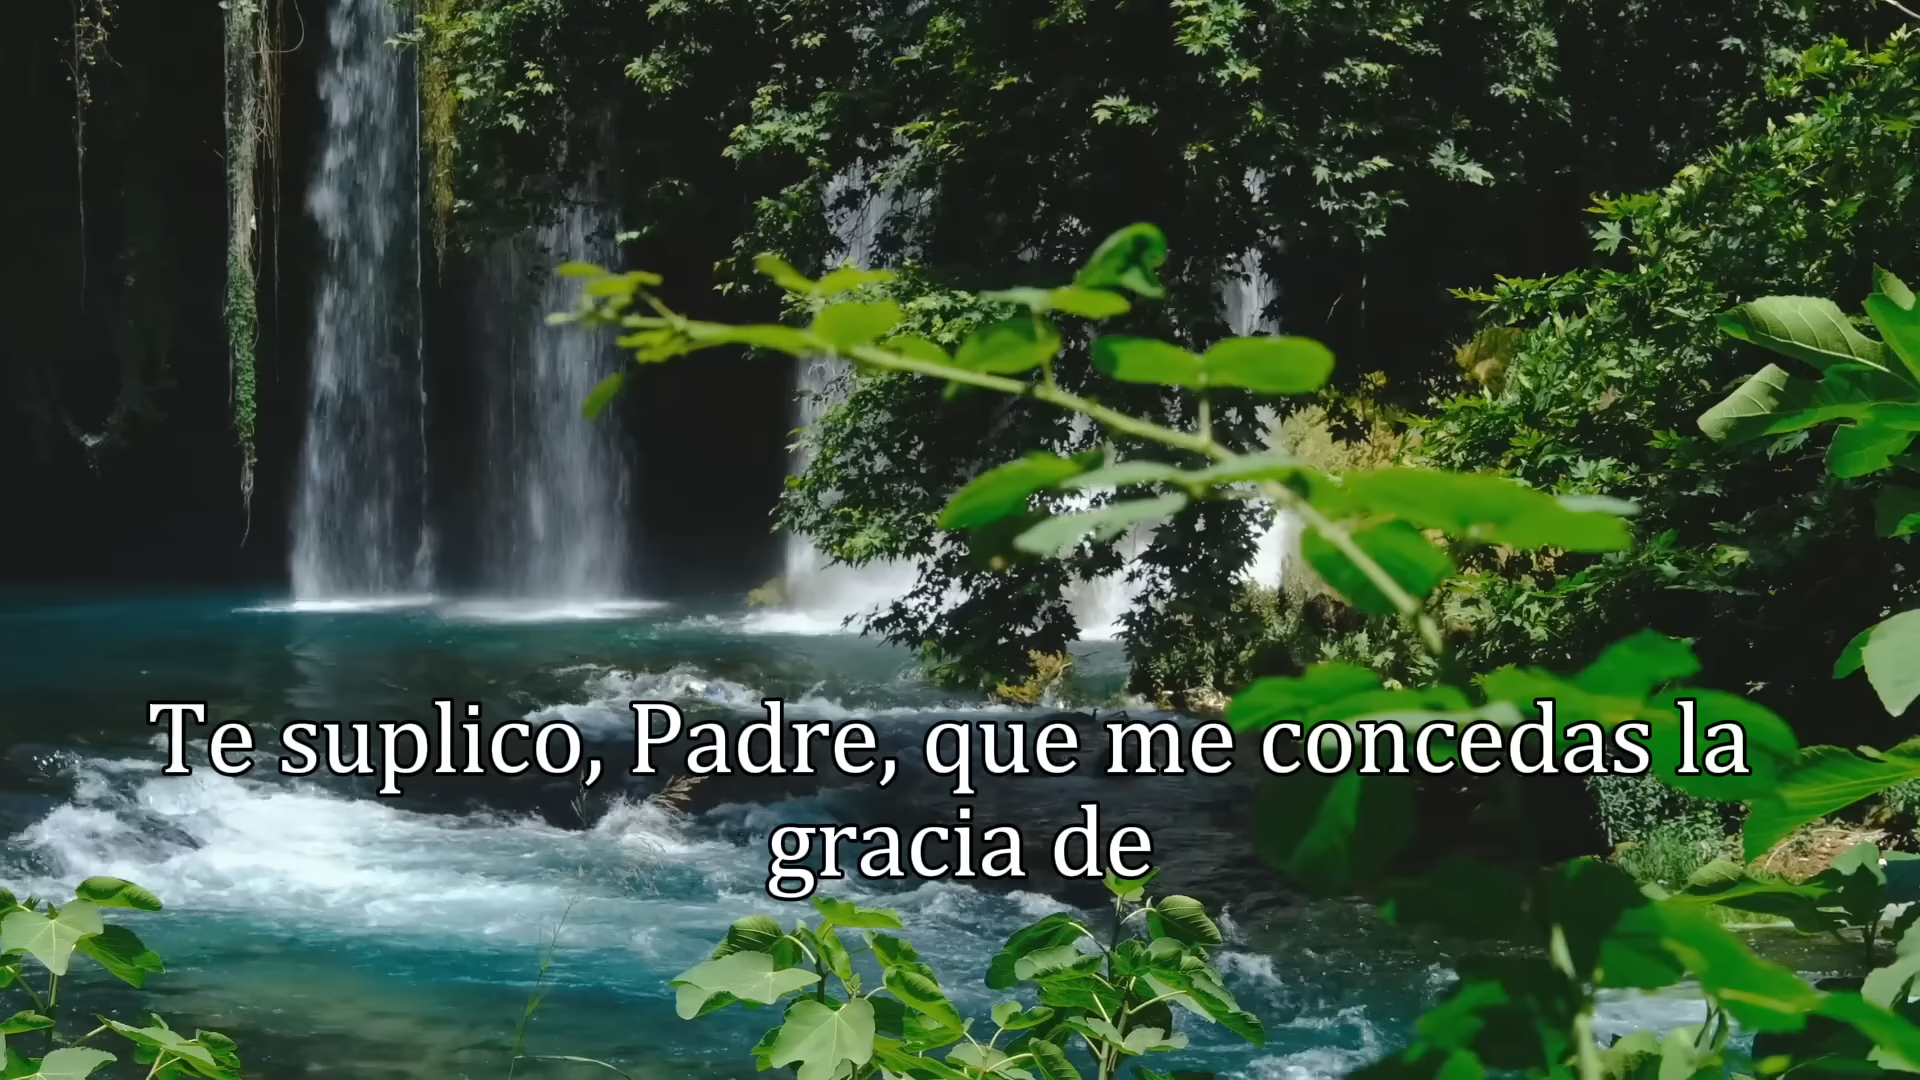 Te suplico, Padre, que me concedas la
gracia de